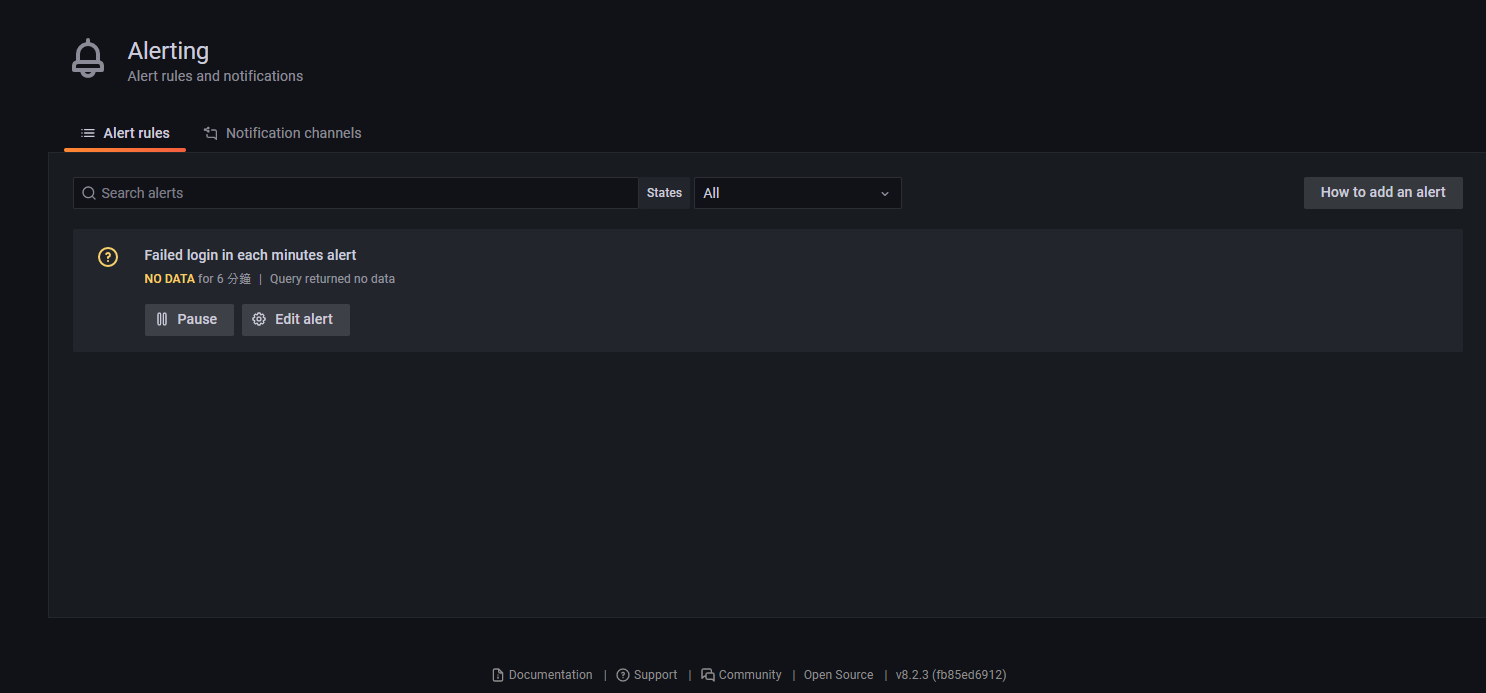 Alerting
Alert rules and notifications
Alert rules
Notification channels
Search alerts
States
All
How to add an alert
Failed login in each minutes alert
NO DATA for 6 分鐘 | Query returned no data
Pause
Edit alert
Documentation | Support | Community | Open Source | v8.2.3 (fb85ed6912)